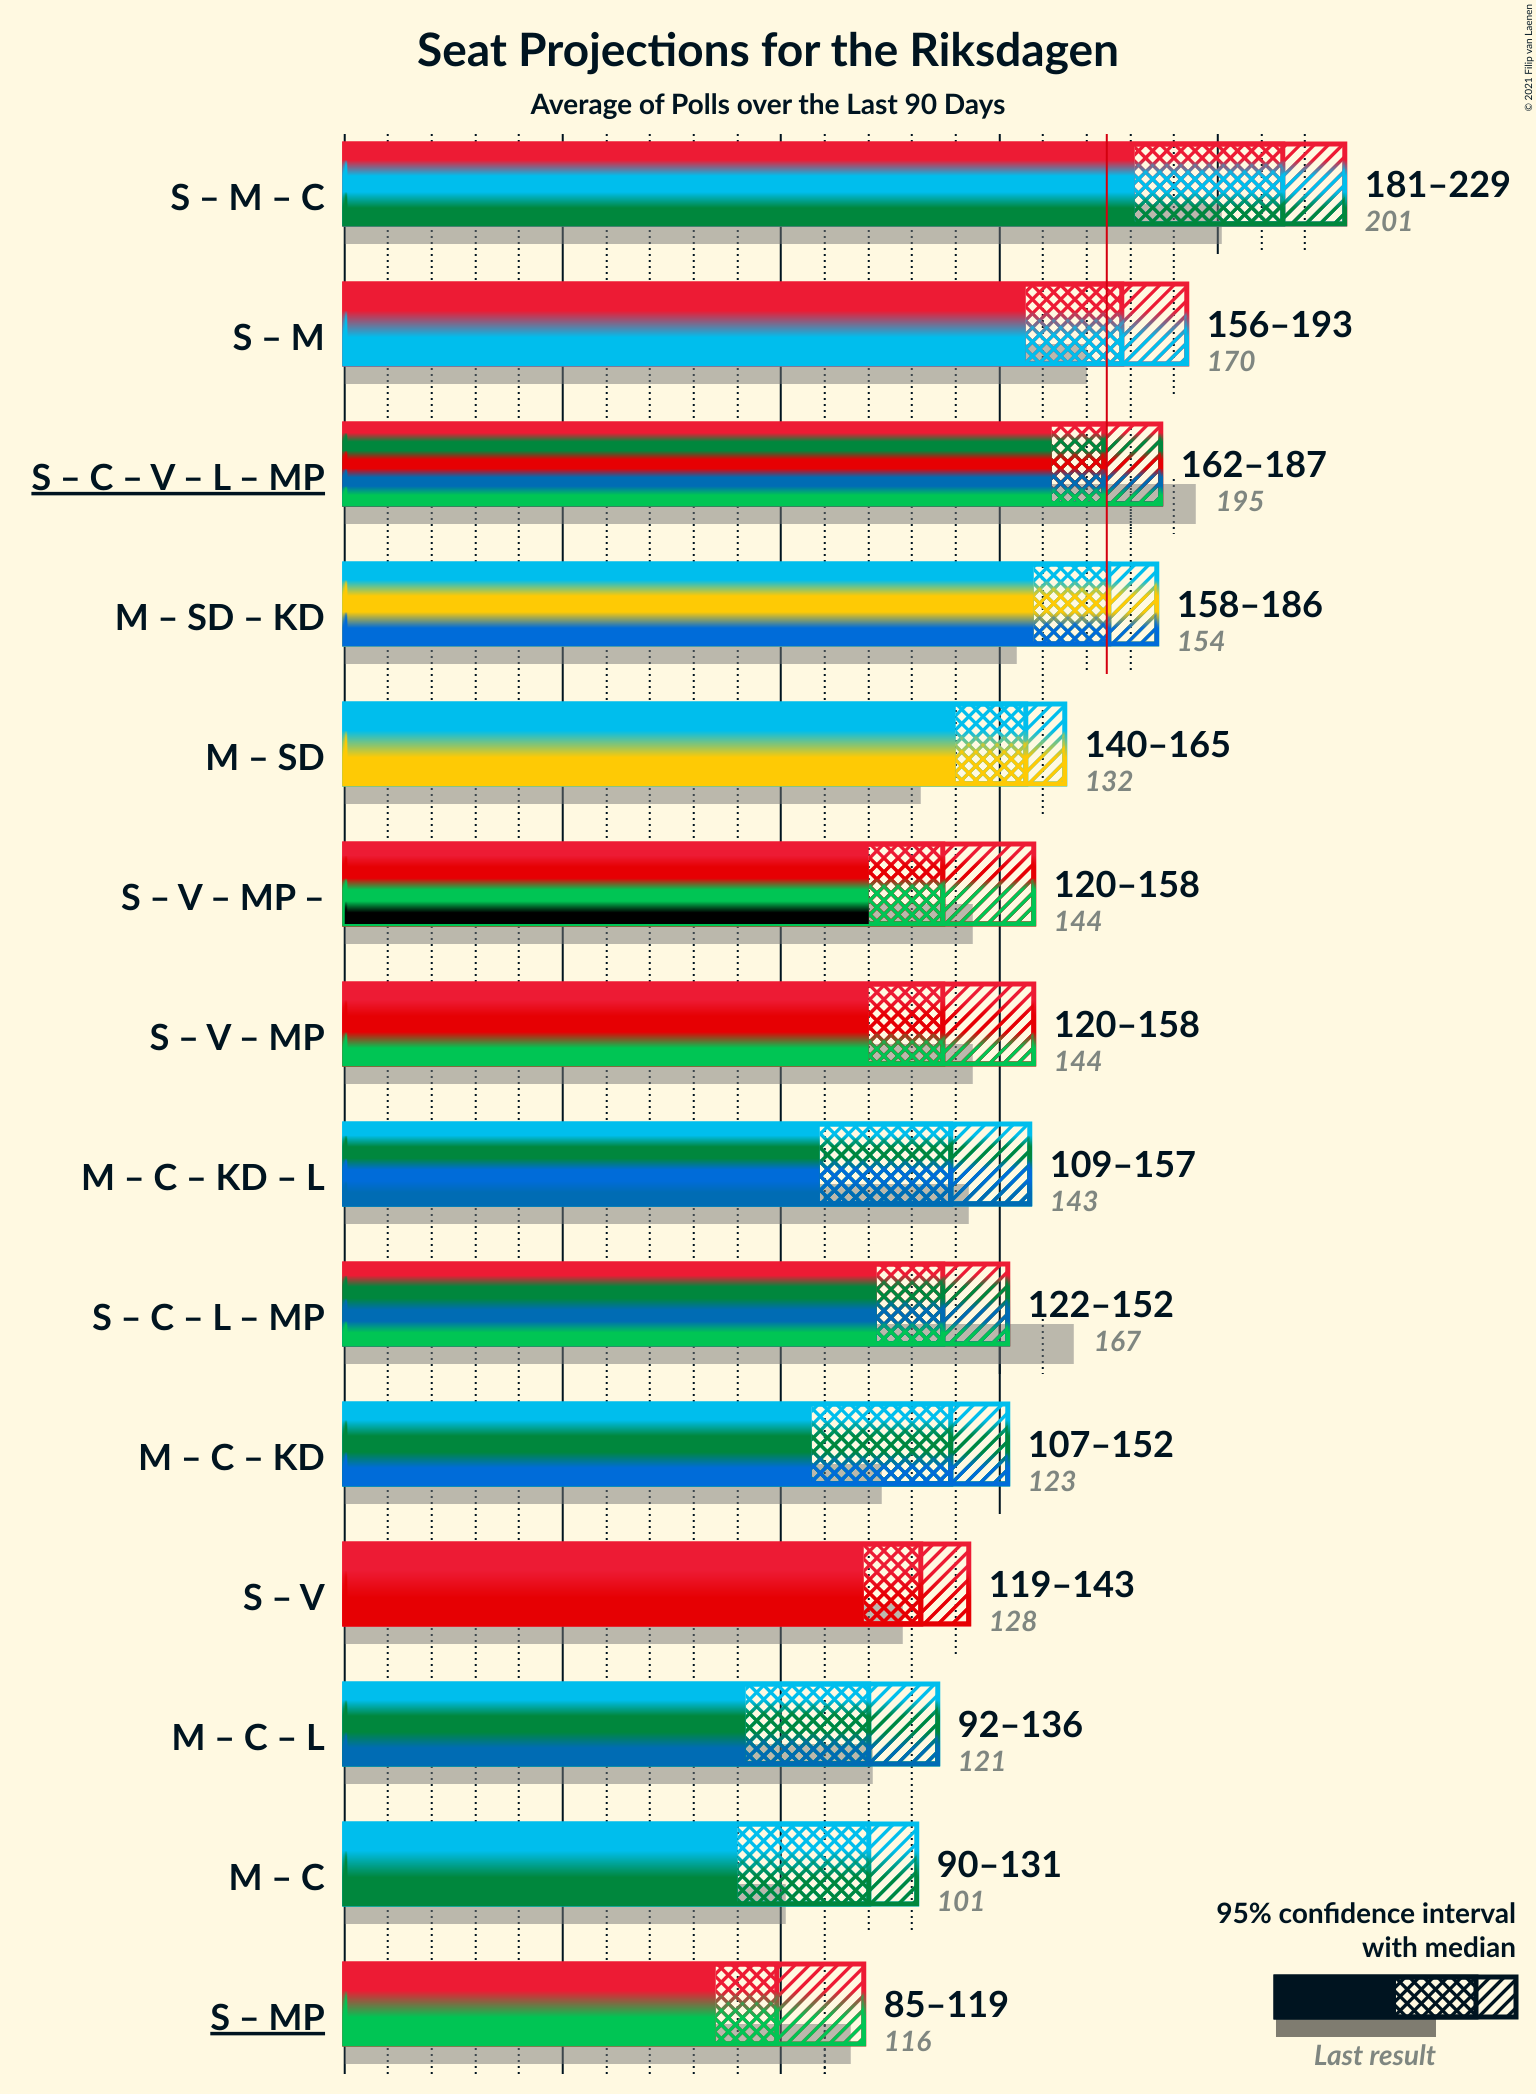 Seat Projections for the Riksdagen
Average of Polls over the Last 90 Days
© 2021 Filip van Laenen
S – M – C
181–229
201
S – M
156–193
170
S – C – V – L – MP
162–187
195
M – SD – KD
158–186
154
M – SD
140–165
132
S – V – MP –
120–158
144
S – V – MP
120–158
144
M – C – KD – L
109–157
143
S – C – L – MP
122–152
167
M – C – KD
107–152
123
S – V
119–143
128
M – C – L
92–136
121
M – C
90–131
101
S – MP
85–119
116
95% confidence interval
with median
Last result